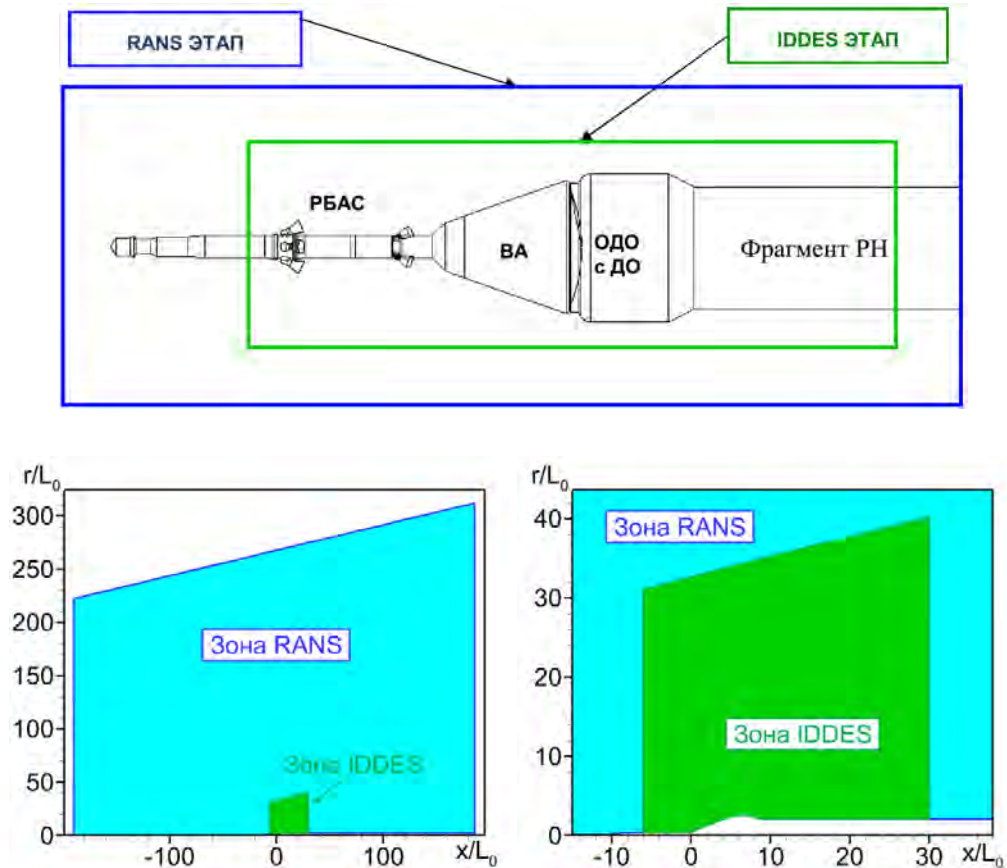 RANS ЭТАП
IDDES ЭТАП
РБАС
ВА
ОДО
с ДО
Фрагмент РН
r/L0
300
250
200
150
100
50
0
-100
0
100
x/L0
Зона RANS
Зона IDDES
r/L0
40
30
20
10
0
-10
0
10
20
30
x/L0
Зона RANS
Зона IDDES